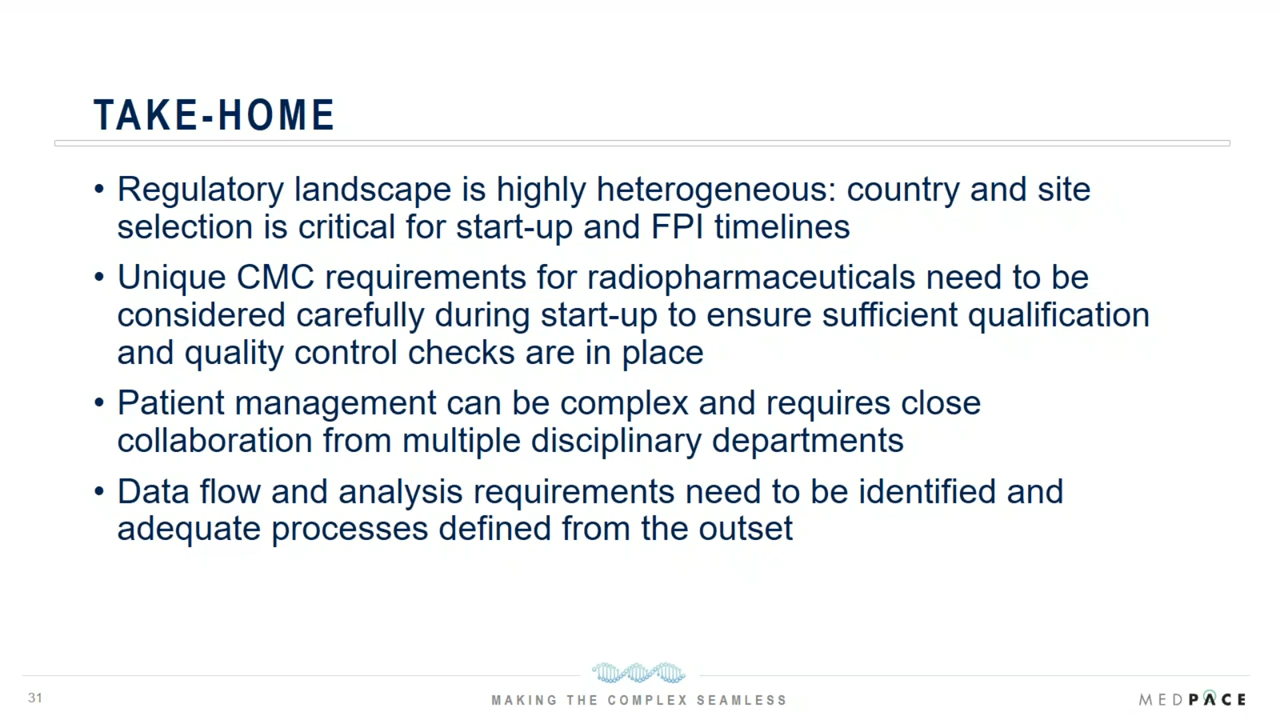 TAKE-HOME
• Regulatory landscape is highly heterogeneous: country and site
selection is critical for start-up and FPI timelines
• Unique CMC requirements for radiopharmaceuticals need to be
considered carefully during start-up to ensure sufficient qualification
and quality control checks are in place
• Patient management can be complex and requires close
collaboration from multiple disciplinary departments
• Data flow and analysis requirements need to be identified and
adequate processes defined from the outset
31
MAKING THE COMPLEX SEAMLESS
MEDPACE